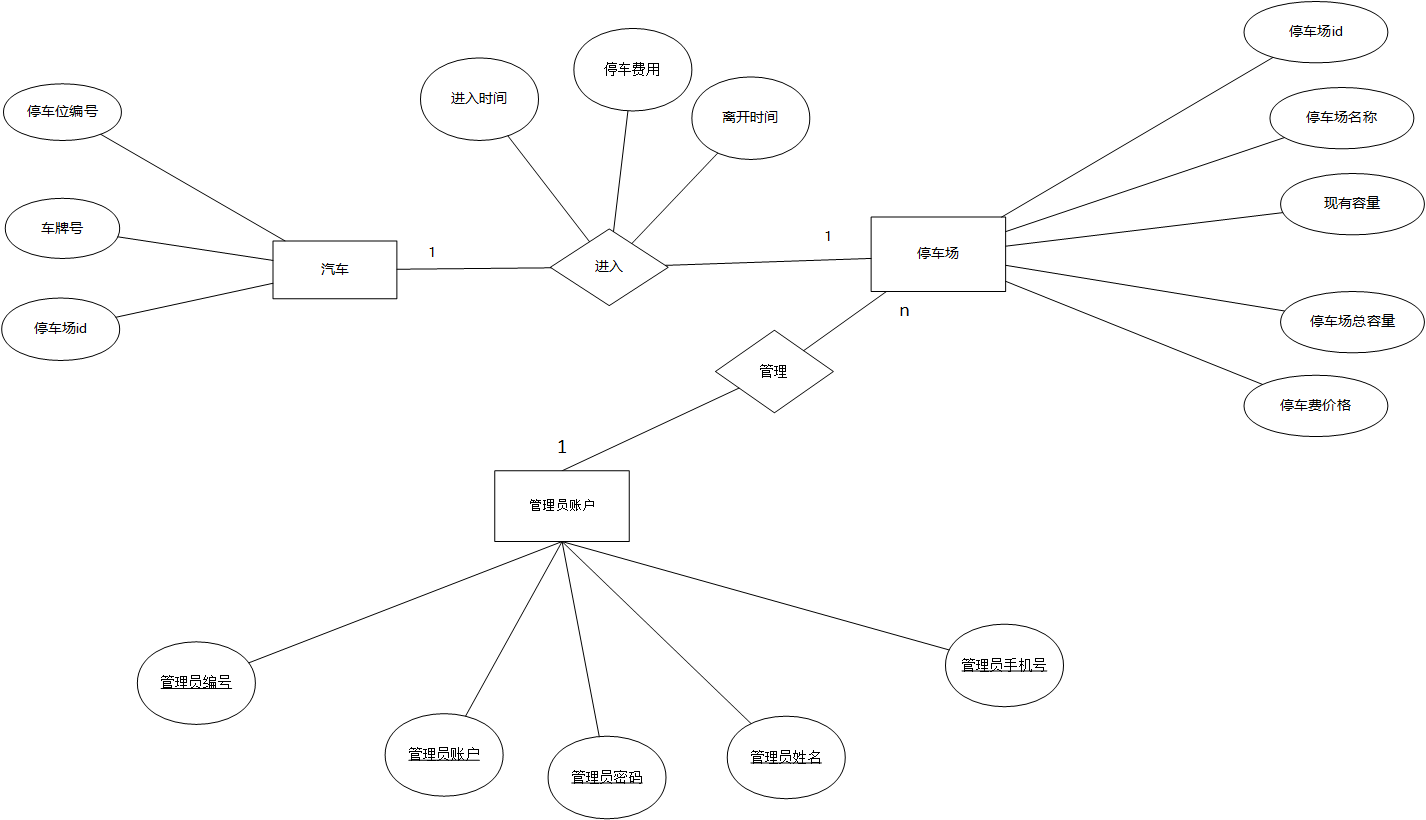 停车场id
停车费用
进入时间
停车位编号
离开时间
停车场名称
现有容量
车牌号
1
1
停车场
进入
汽车
n
停车场id
停车场总容量
管理
停车费价格
1
管理员账户
管理员手机号
管理员编号
管理员账户
管理员姓名
管理员密码